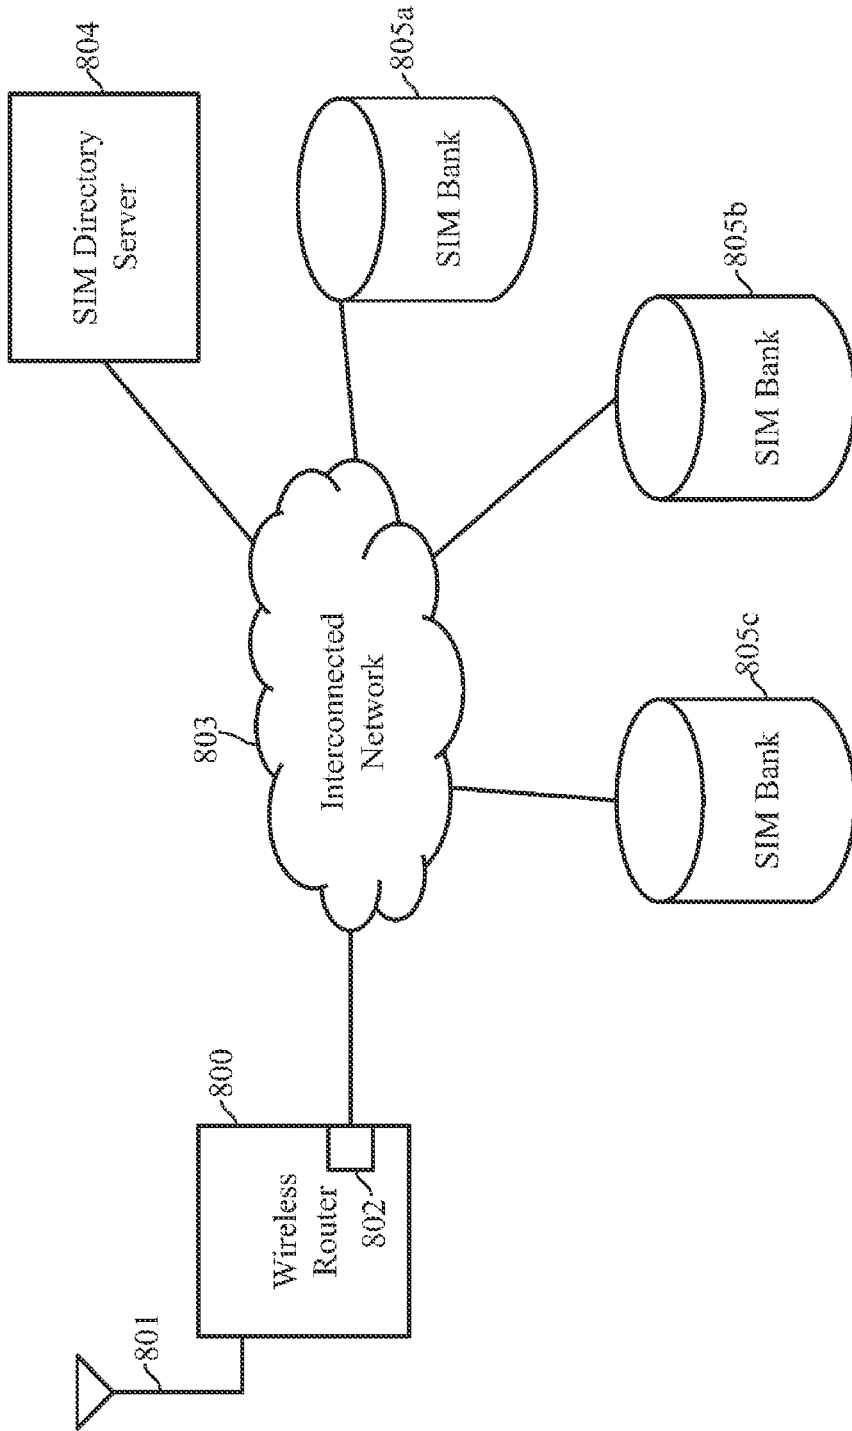 801
Wireless
Router
802
800
803
Interconnected
Network
SIM Directory
Server
804
SIM Bank
805a
SIM Bank
805b
SIM Bank
805c